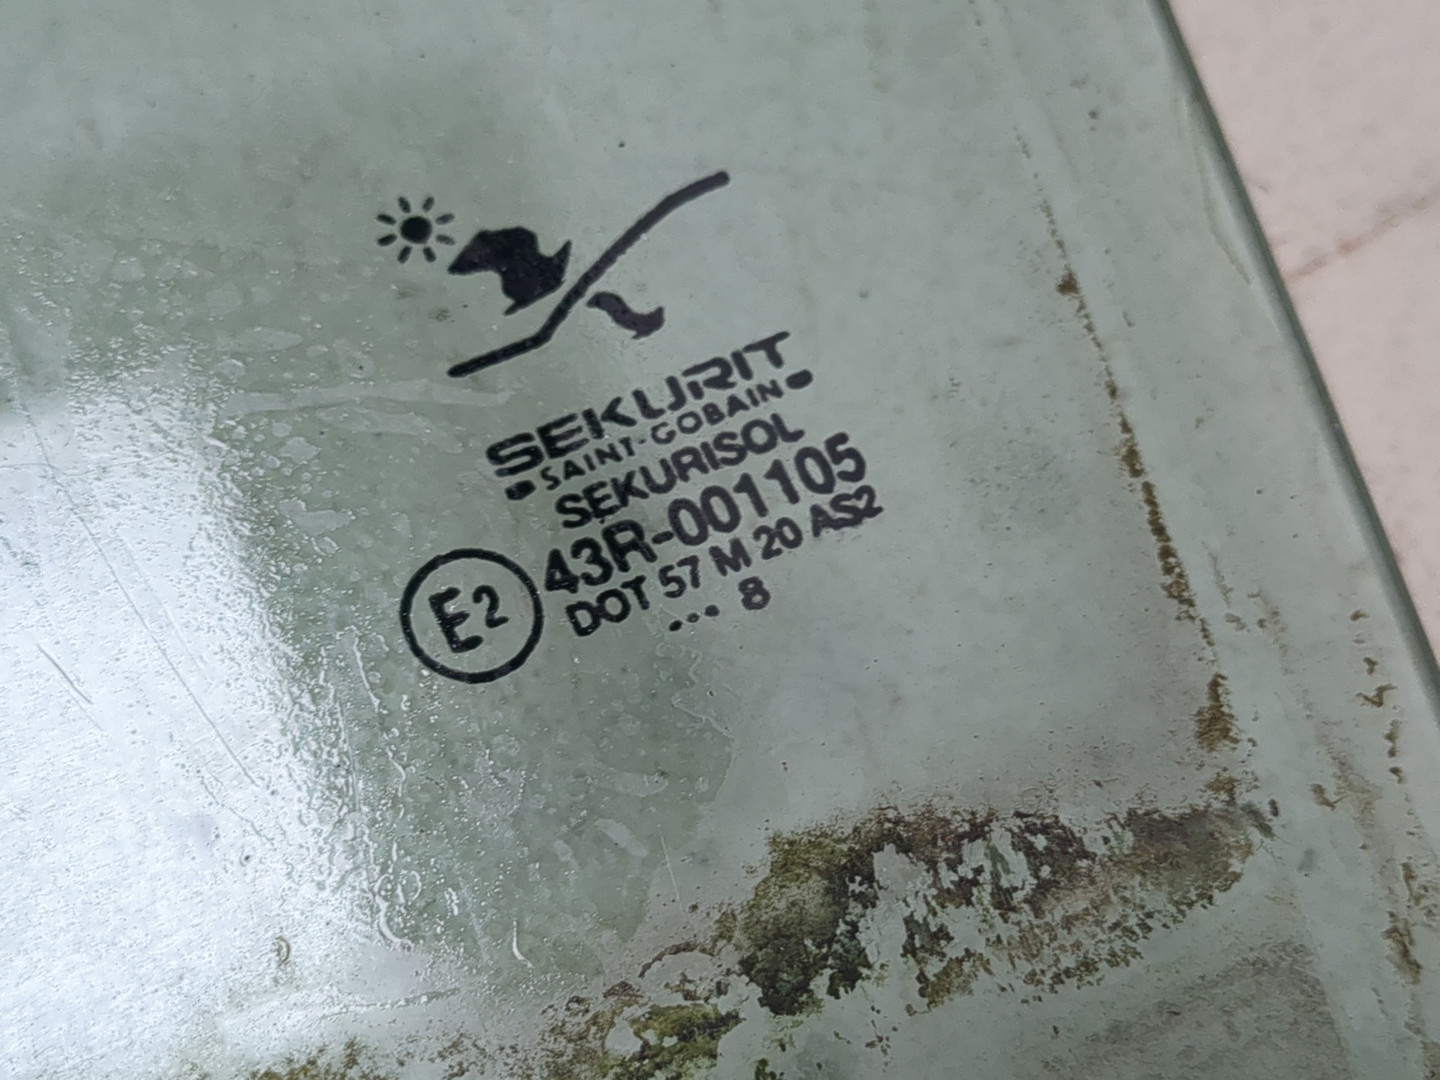 SEKURIT
SAINT-GOBAIN
SEKURISOL
E2 43R-001105
DOT 57 M 20 AS2
... 8